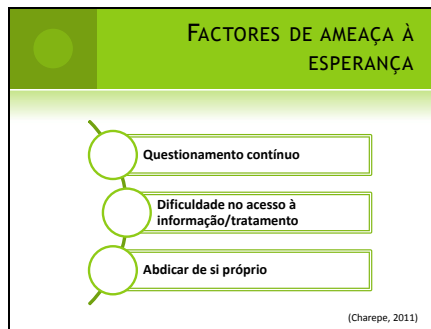 FACTORES DE AMEAÇA À
ESPERANÇA
Questionamento contínuo
Dificuldade no acesso à
informação/tratamento
Abdicar de si próprio
(Charepe, 2011)